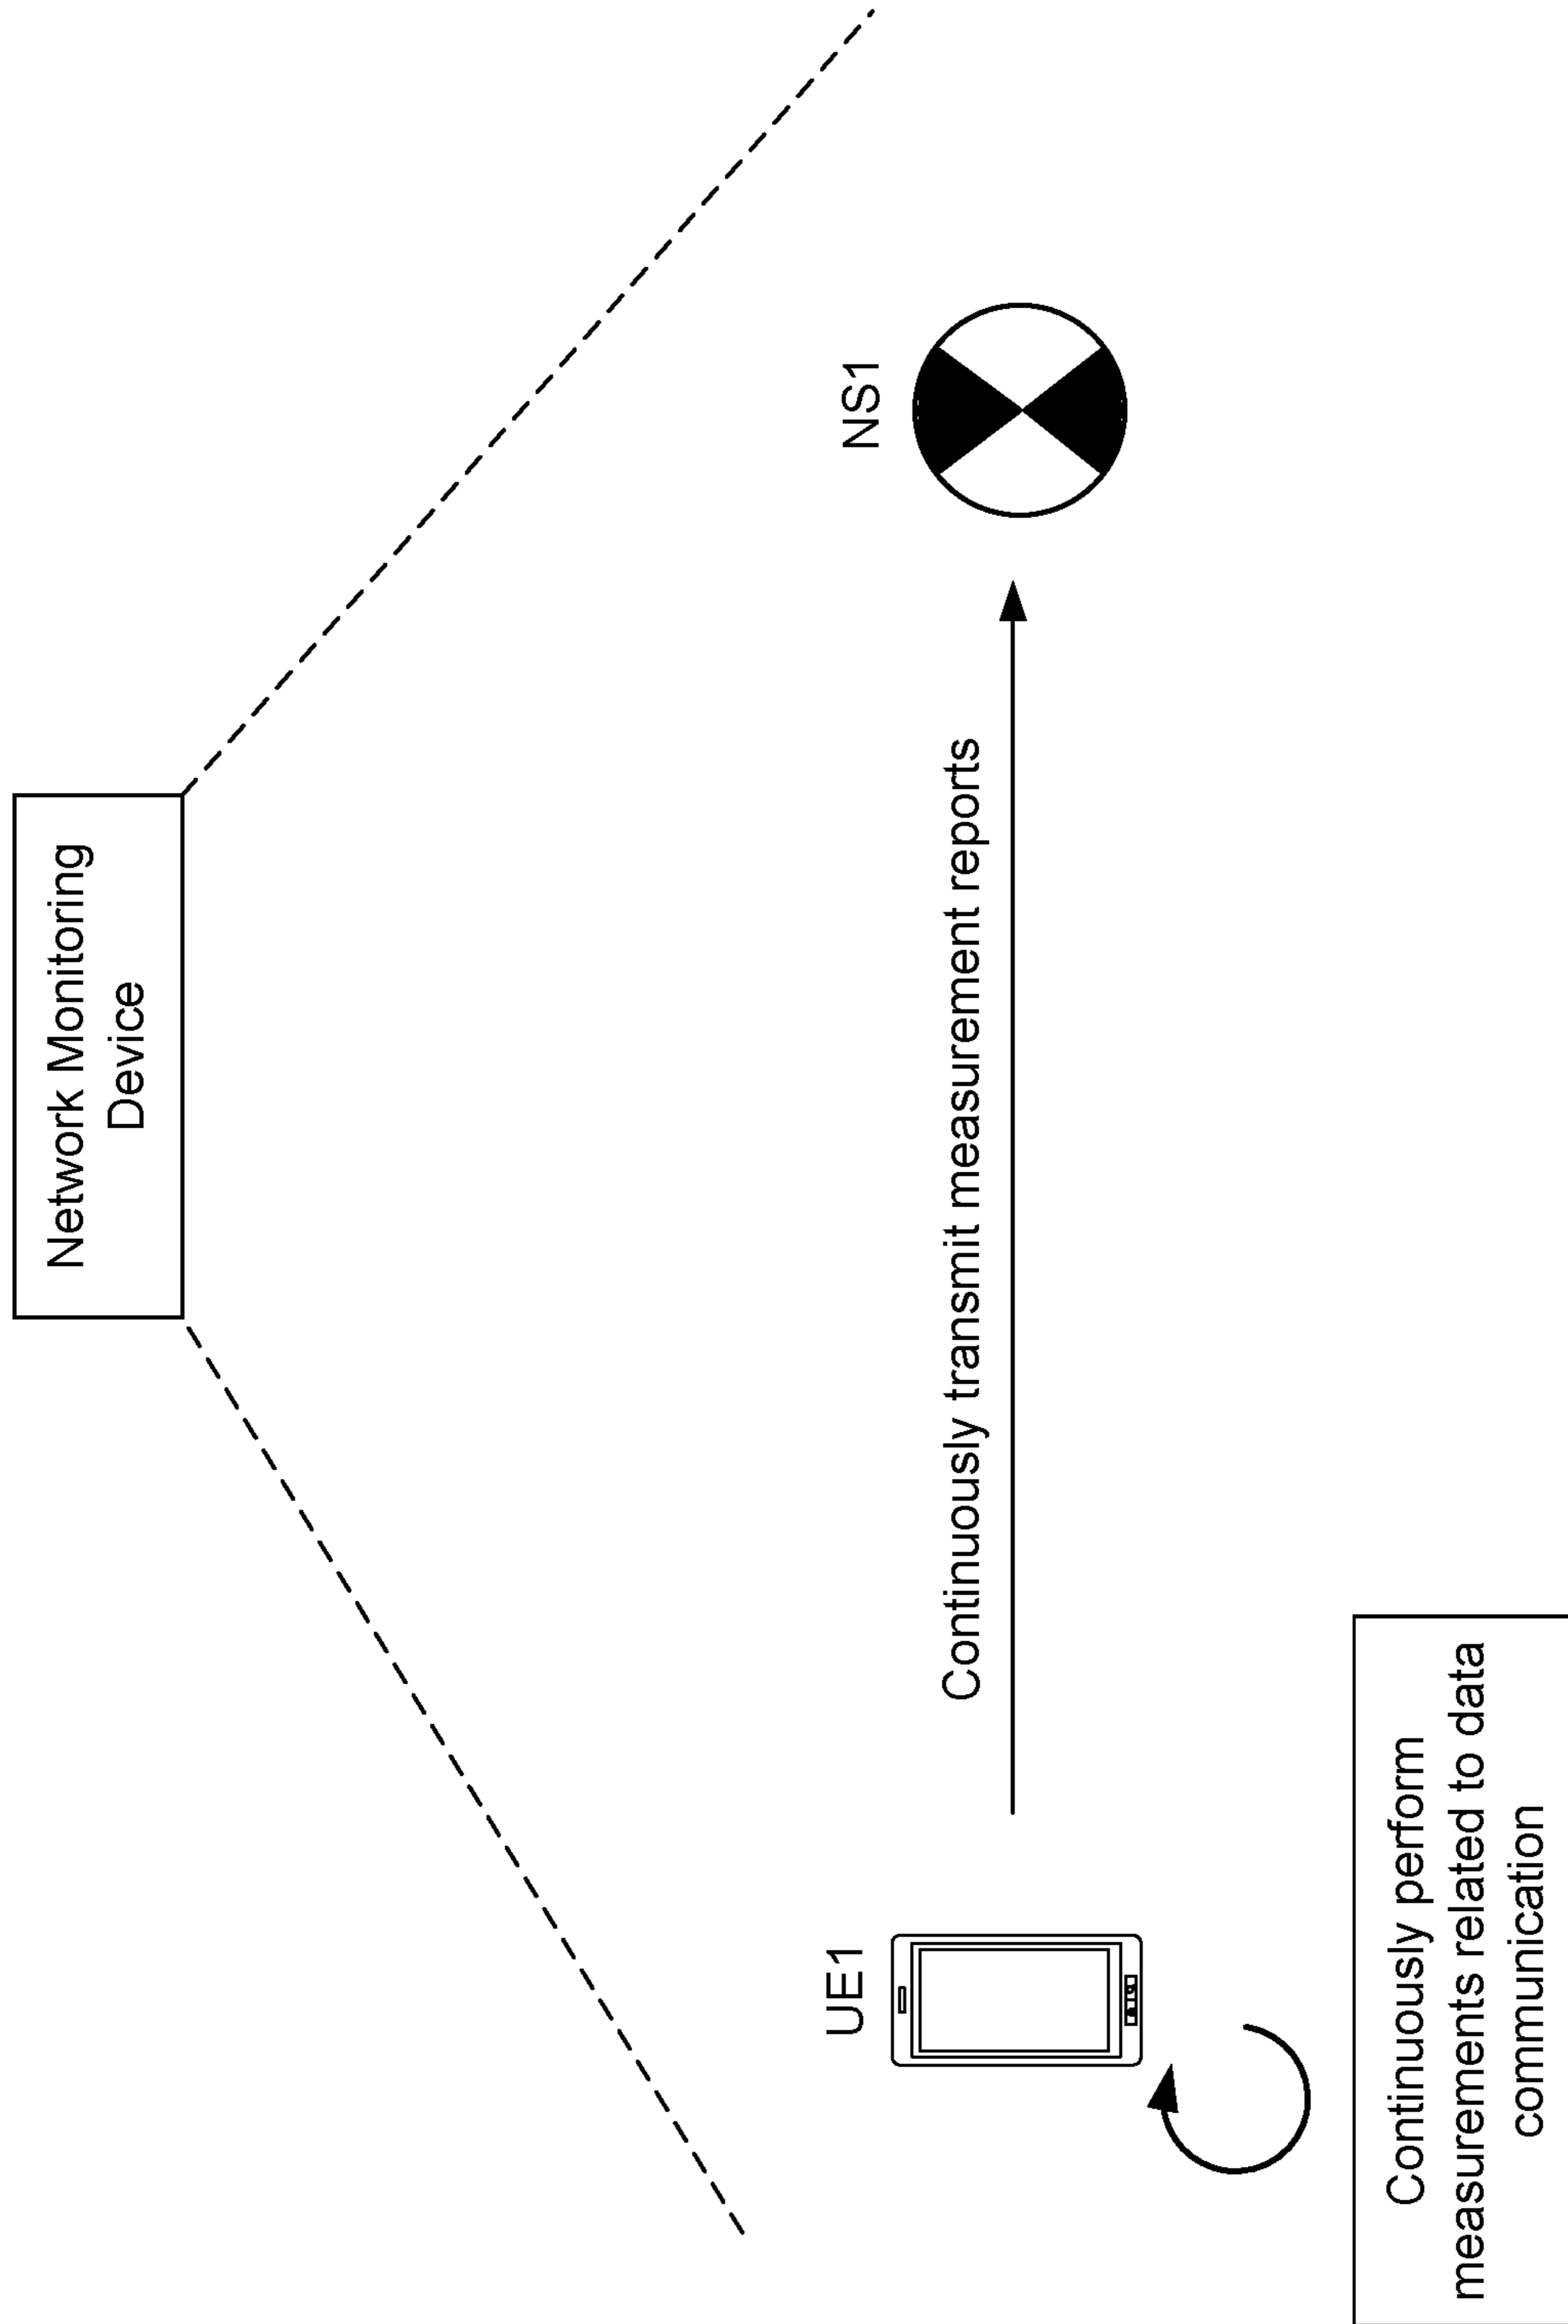 Network Monitoring
Device
UE1
NS1
Continuously transmit measurement reports
Continuously perform
measurements related to data
communication